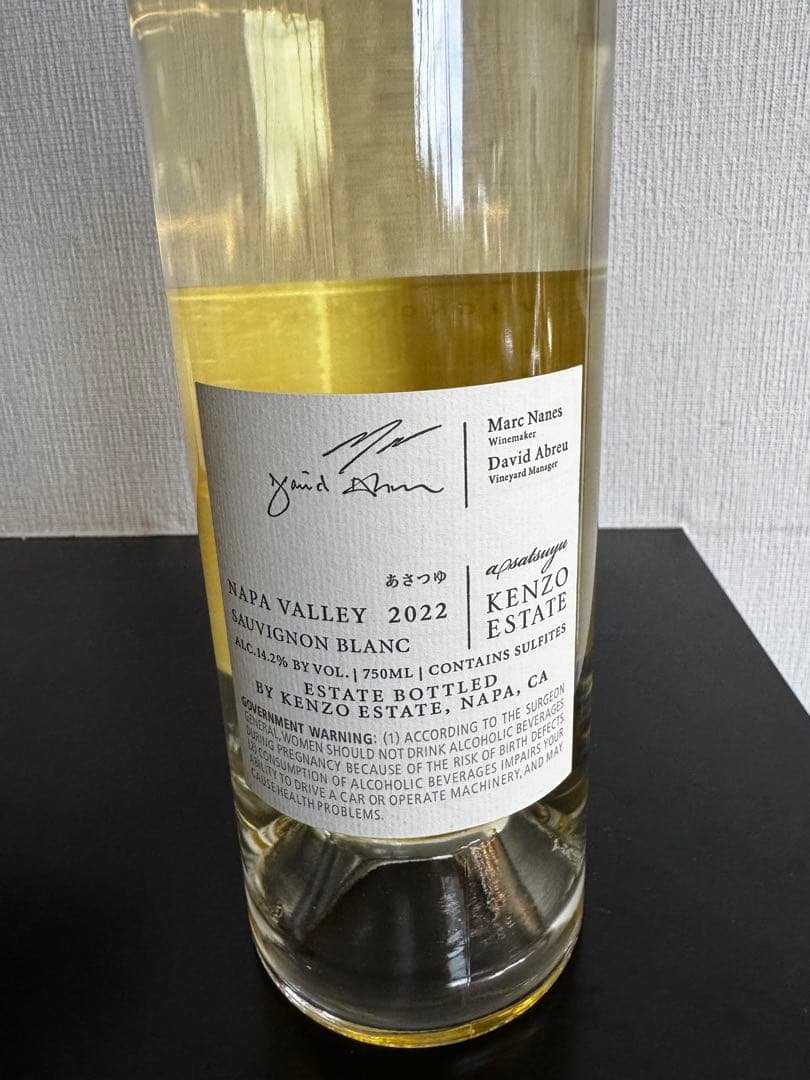 Marc Nanes
Winemaker
David Abreu
Vineyard Manager
あさつゆ
NAPA VALLEY 2022
SAUVIGNON BLANC
asatsuyu
KENZO
ESTATE
ALC.14.2% BY VOL. | 750ML | CONTAINS SULFITES
ESTATE BOTTLED
BY KENZO ESTATE, NAPA, CA
GOVERNMENT WARNING: (1) ACCORDING TO THE SURGEON
GENERAL, WOMEN SHOULD NOT DRINK ALCOHOLIC BEVERAGES
DURING PREGNANCY BECAUSE OF THE RISK OF BIRTH DEFECTS.
(2) CONSUMPTION OF ALCOHOLIC BEVERAGES IMPAIRS YOUR
ABILITY TO DRIVE A CAR OR OPERATE MACHINERY, AND MAY
CAUSE HEALTH PROBLEMS.